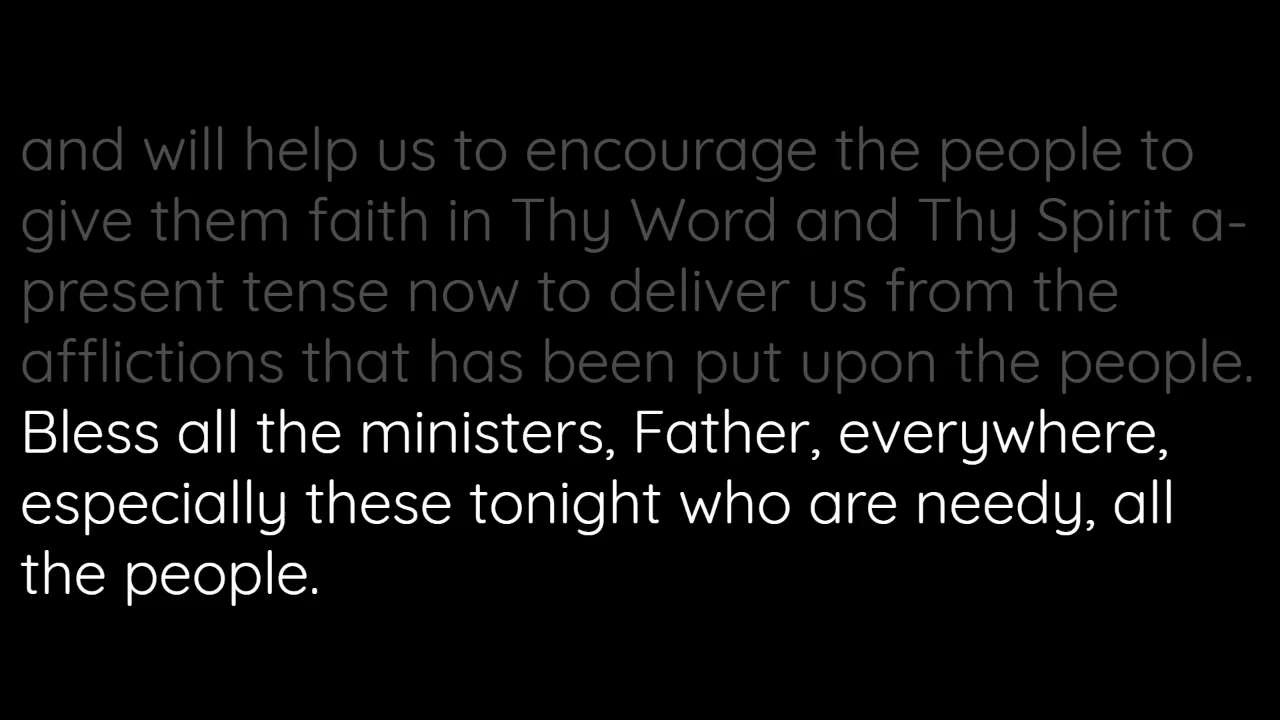 and will help us to encourage the people to
give them faith in Thy Word and Thy Spirit a-
present tense now to deliver us from the
afflictions that has been put upon the people.
Bless all the ministers, Father, everywhere,
especially these tonight who are needy, all
the people.